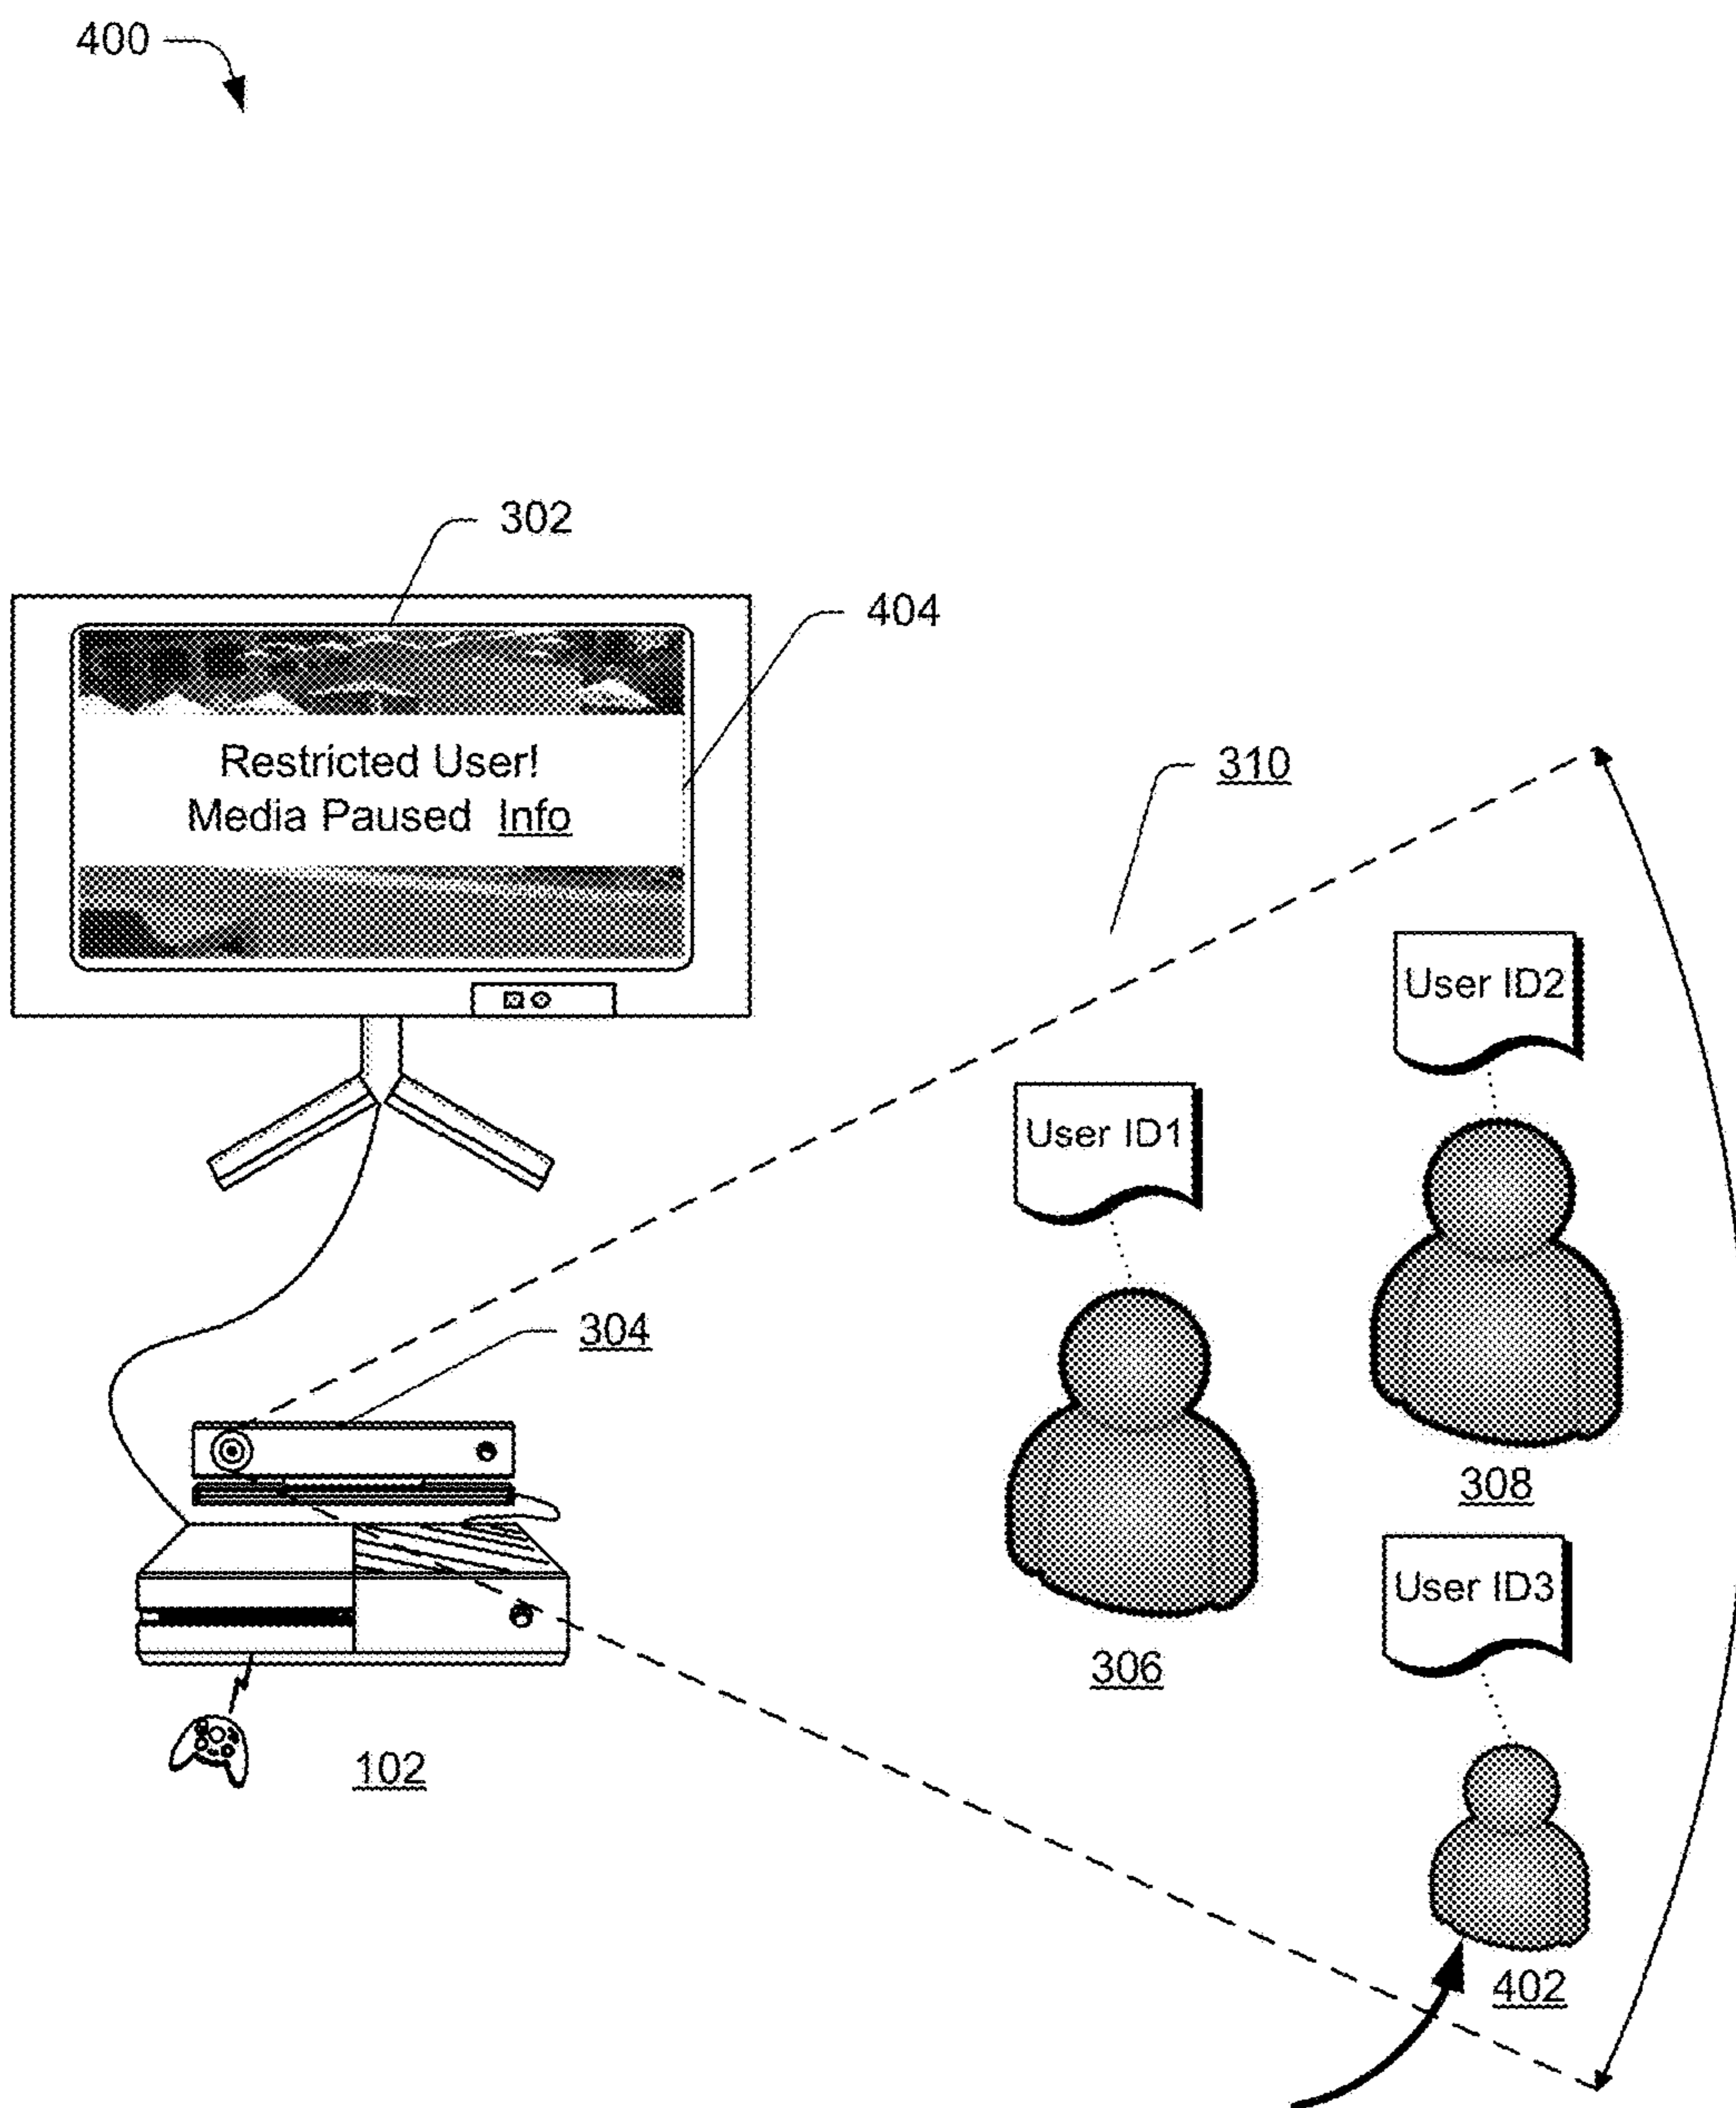 400
302
404
Restricted User!
Media Paused Info
310
User ID2
User ID1
304
308
User ID3
306
102
402